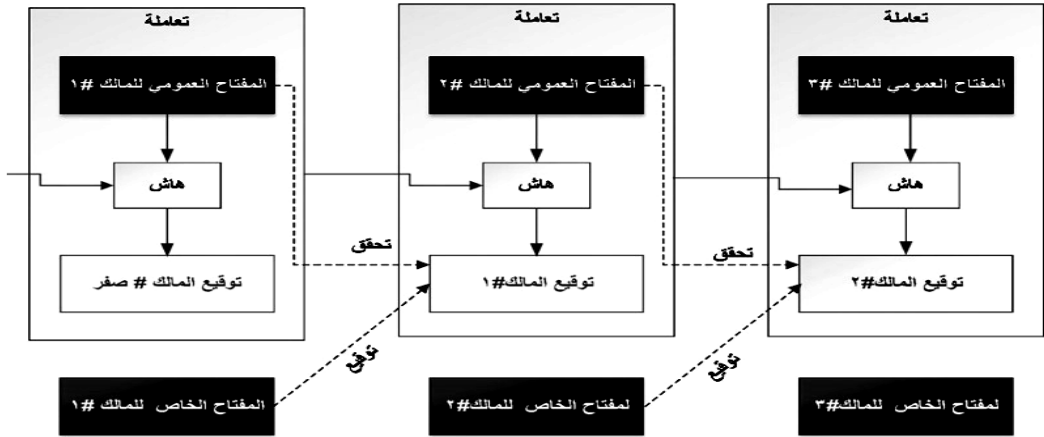 تعاملة
المفتاح العمومي للمالك #١
هاش
توقيع المالك # صفر
المفتاح الخاص للمالك #١
تحقق
توقيع
تعاملة
المفتاح العمومي للمالك #٢
هاش
توقيع المالك#١
لمفتاح الخاص للمالك#٢
تحقق
توقيع
تعاملة
المفتاح العمومي للمالك #٣
هاش
توقيع المالك#٢
لمفتاح الخاص للمالك#٣